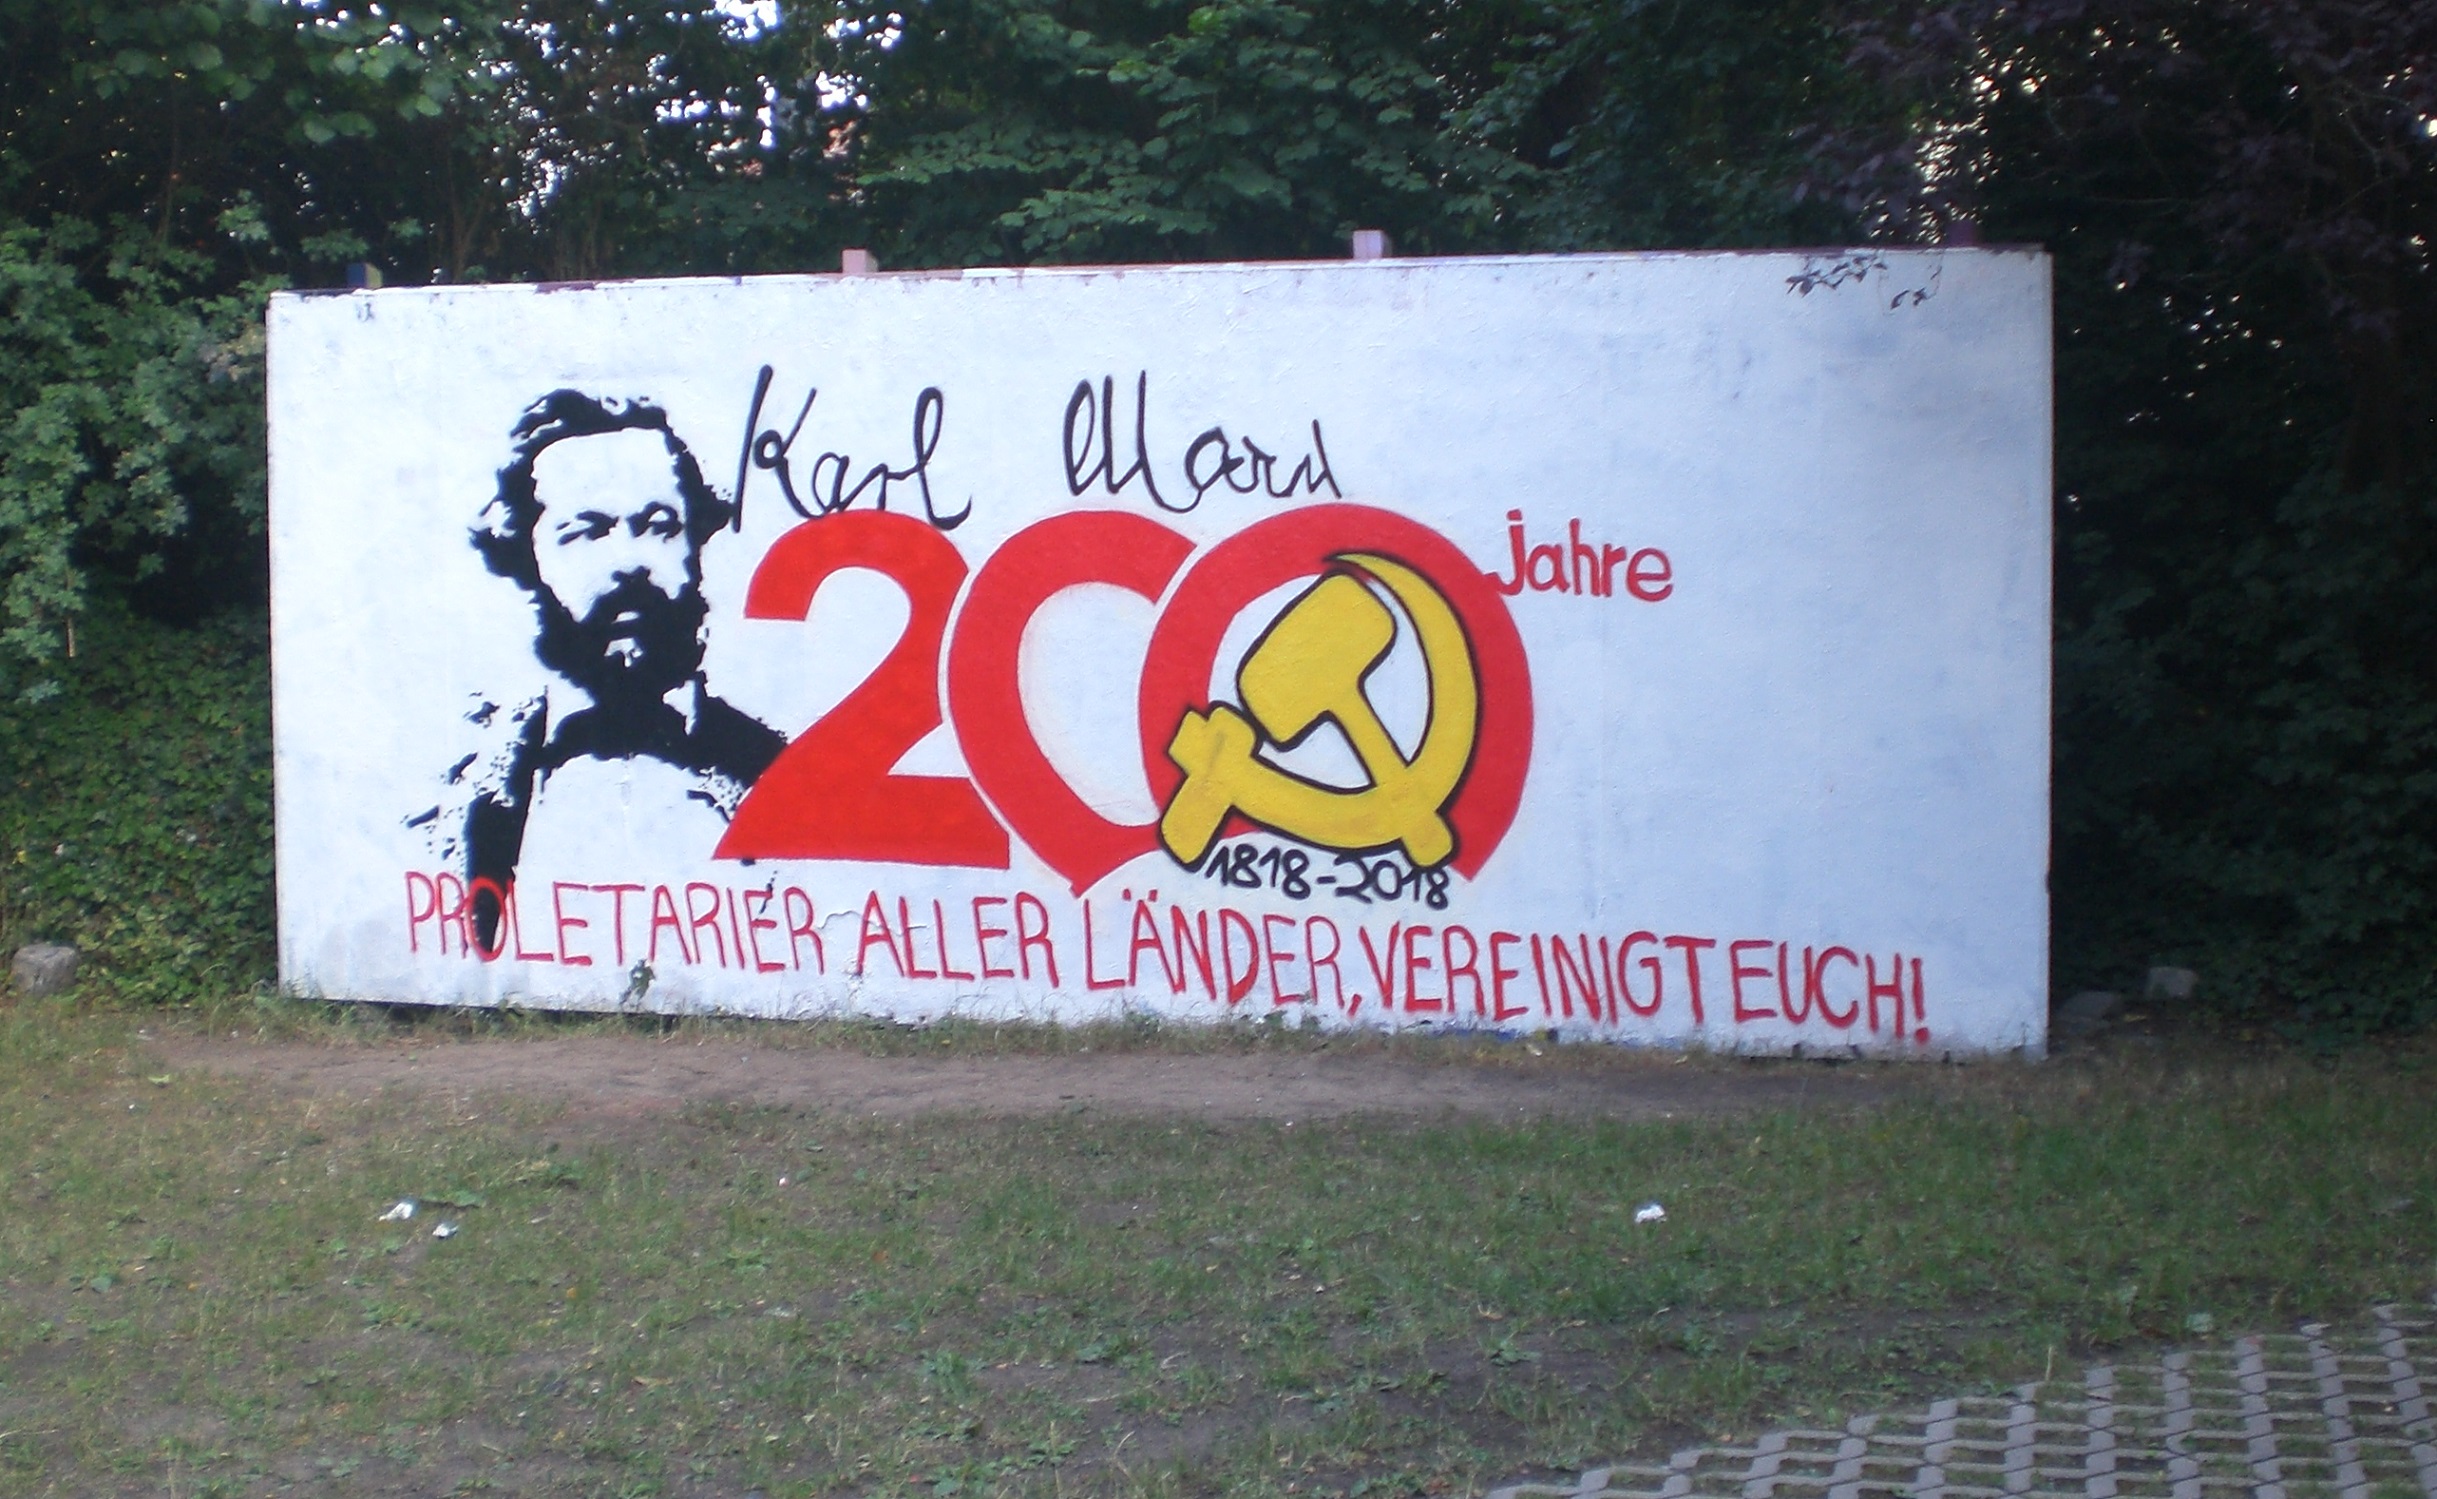 Karl Marx
200 jahre
1818-2018
PROLETARIER ALLER LÄNDER, VEREINIGT EUCH!